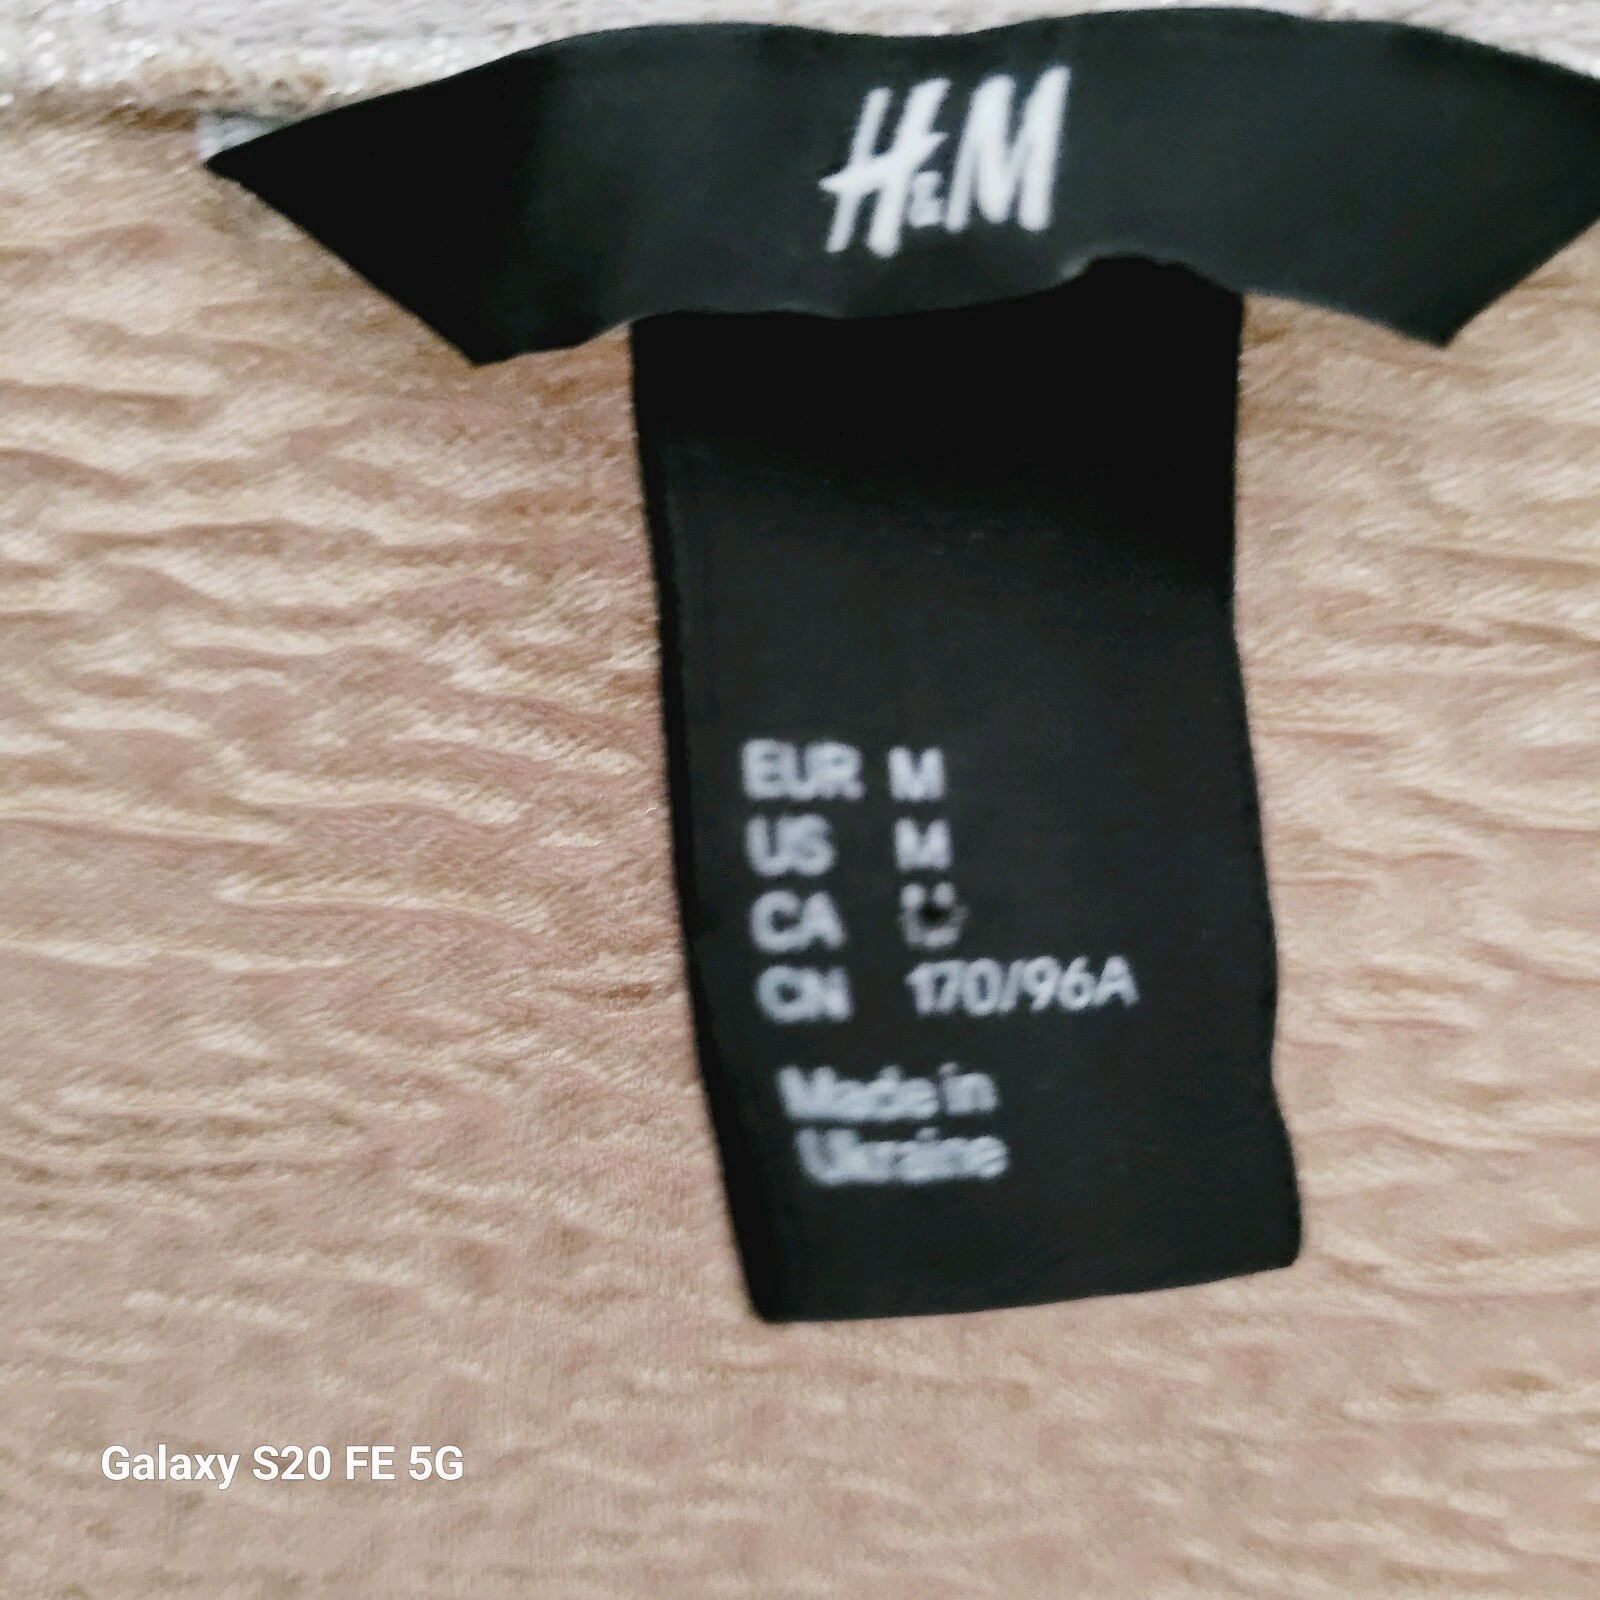 H&M
EUR M
US M
CA
CN 170/96A
Made in
Ukraine
Galaxy S20 FE 5G